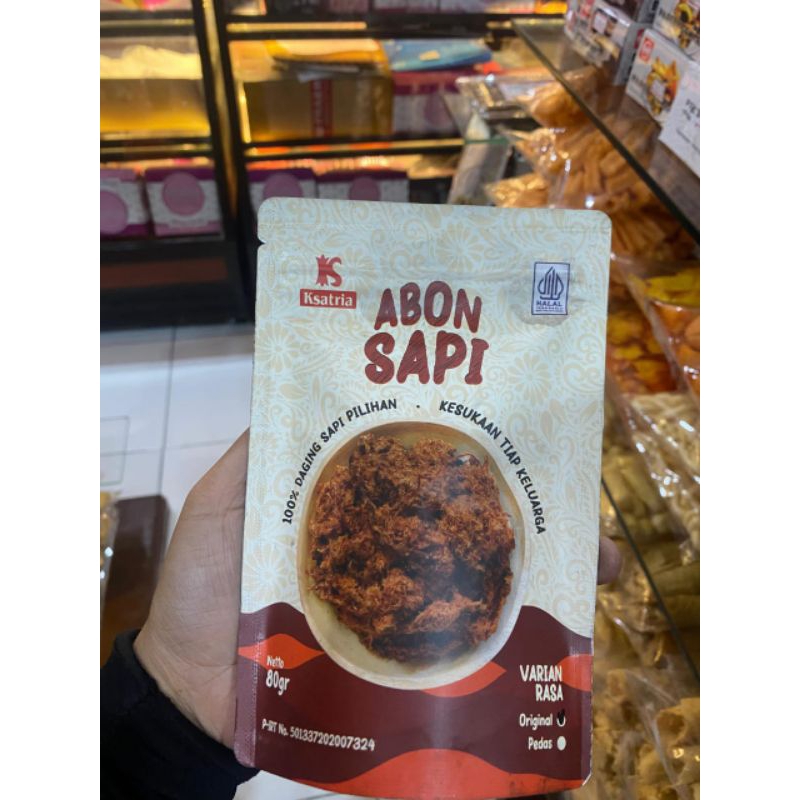 Ksatria
HALAL
ABON
SAPI
100% DAGING SAPI PILIHAN · KESUKAAN TIAP KELUARGA
Netto
80gr
VARIAN
RASA
Original
Pedas
P-IRT No. 501337202007324